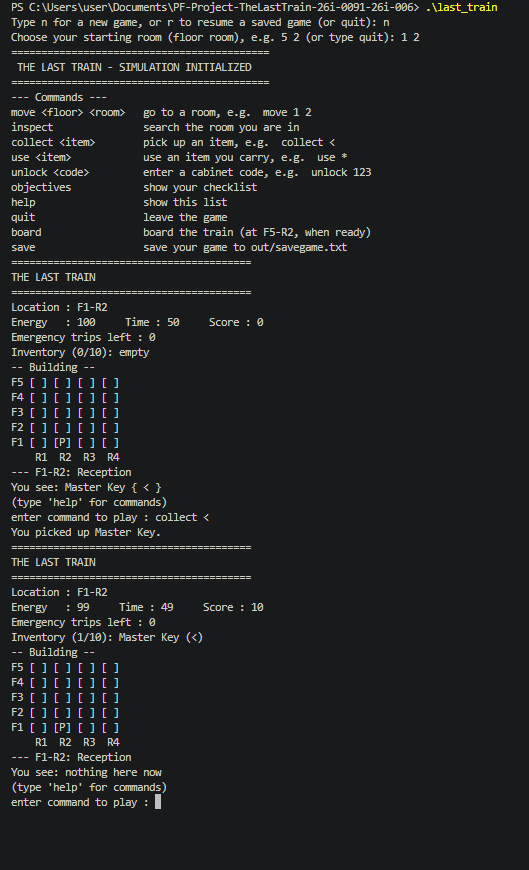 PS C:\Users\user\Documents\PF-Project-TheLastTrain-26i-0091-26i-006> .\last_train
Type n for a new game, or r to resume a saved game (or quit): n
Choose your starting room (floor room), e.g. 5 2 (or type quit): 1 2
===========================================
 THE LAST TRAIN - SIMULATION INITIALIZED
===========================================
--- Commands ---
move <floor> <room>   go to a room, e.g.  move 1 2
inspect               search the room you are in
collect <item>        pick up an item, e.g.  collect <
use <item>            use an item you carry, e.g.  use *
unlock <code>         enter a cabinet code, e.g.  unlock 123
objectives            show your checklist
help                  show this list
quit                  leave the game
board                 board the train (at F5-R2, when ready)
save                  save your game to out/savegame.txt
========================================
THE LAST TRAIN
========================================
Location : F1-R2
Energy   : 100     Time : 50     Score : 0
Emergency trips left : 0
Inventory (0/10): empty
-- Building --
F5 [ ] [ ] [ ] [ ]
F4 [ ] [ ] [ ] [ ]
F3 [ ] [ ] [ ] [ ]
F2 [ ] [ ] [ ] [ ]
F1 [ ] [P] [ ] [ ]
    R1  R2  R3  R4
--- F1-R2: Reception
You see: Master Key { < }
(type 'help' for commands)
enter command to play : collect <
You picked up Master Key.
========================================
THE LAST TRAIN
========================================
Location : F1-R2
Energy   : 99     Time : 49     Score : 10
Emergency trips left : 0
Inventory (1/10): Master Key (<)
-- Building --
F5 [ ] [ ] [ ] [ ]
F4 [ ] [ ] [ ] [ ]
F3 [ ] [ ] [ ] [ ]
F2 [ ] [ ] [ ] [ ]
F1 [ ] [P] [ ] [ ]
    R1  R2  R3  R4
--- F1-R2: Reception
You see: nothing here now
(type 'help' for commands)
enter command to play :